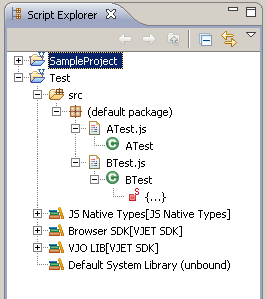 Script Explorer
SampleProject
Test
src
(default package)
ATest.js
C ATest
BTest.js
C BTest
S {...}
JS Native Types[JS Native Types]
Browser SDK[VJET SDK]
VJO LIB[VJET SDK]
Default System Library (unbound)